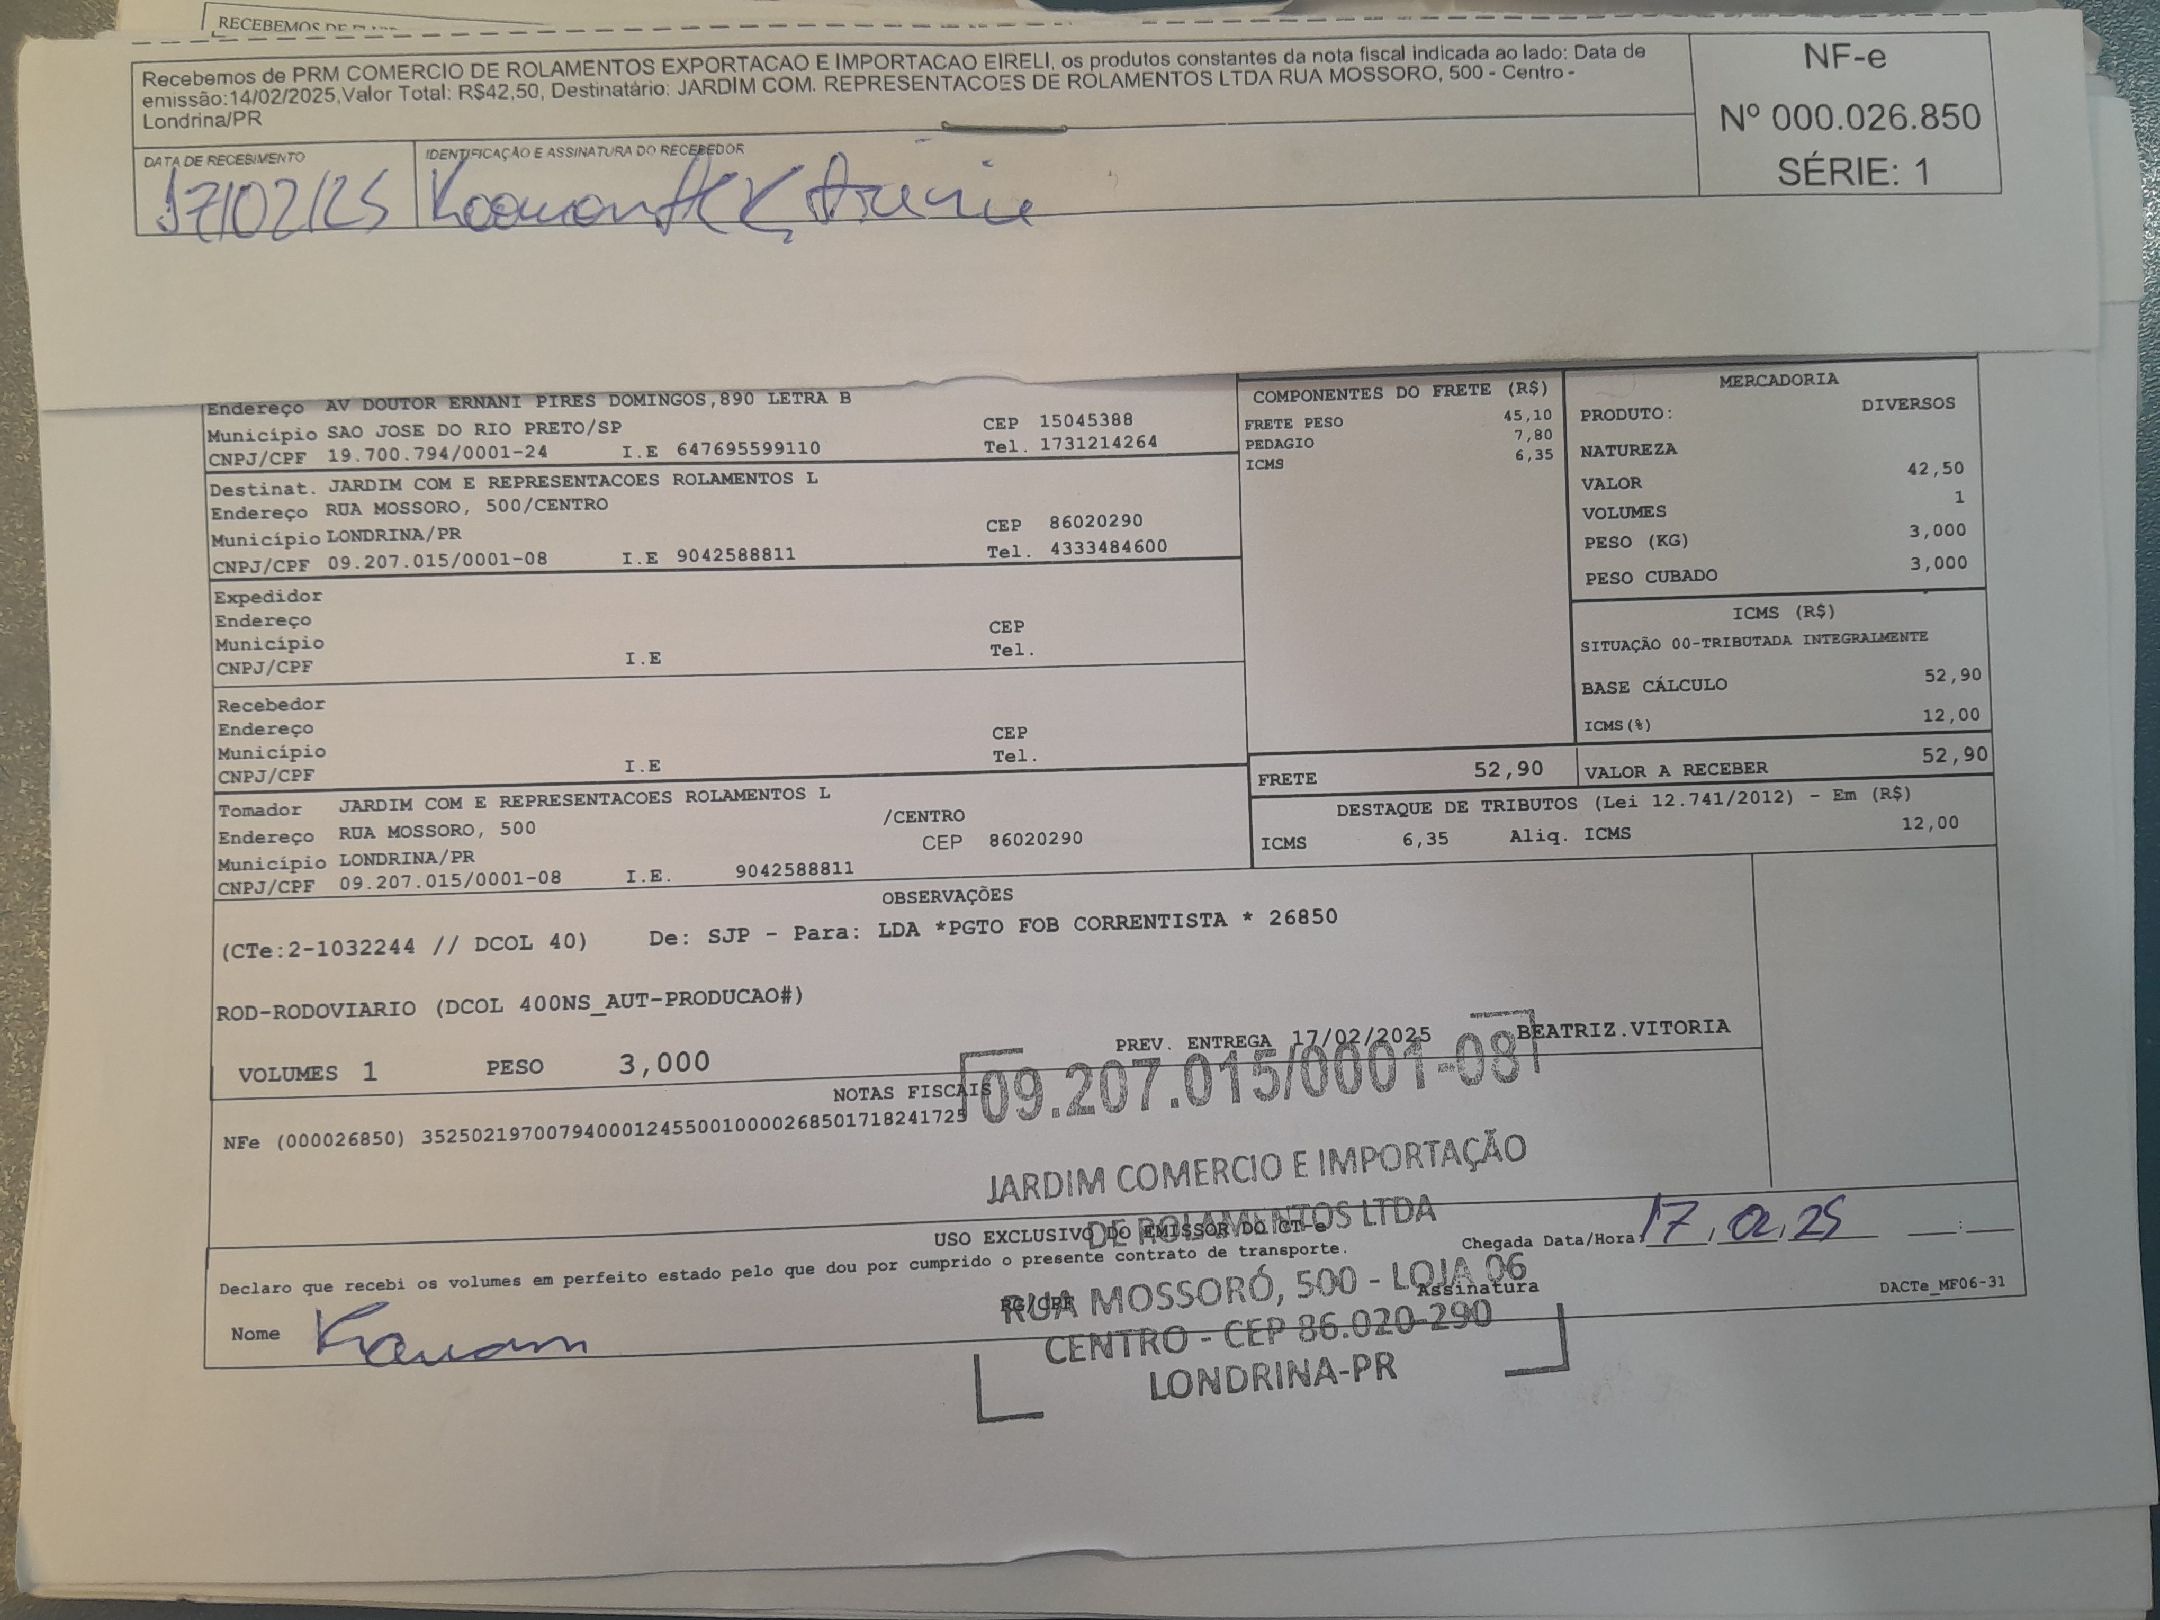 RECEBEMOS DE
Recebemos de PRM COMERCIO DE ROLAMENTOS EXPORTACAO E IMPORTACAO EIRELI, os produtos constantes da nota fiscal indicada ao lado: Data de
emissão:14/02/2025,Valor Total: R$42,50, Destinatário: JARDIM COM. REPRESENTACOES DE ROLAMENTOS LTDA RUA MOSSORO, 500 - Centro -
Londrina/PR
NF-e
Nº 000.026.850
SÉRIE: 1
DATA DE RECEBIMENTO
17/02/25
IDENTIFICAÇÃO E ASSINATURA DO RECEBEDOR
Endereço AV DOUTOR ERNANI PIRES DOMINGOS,890 LETRA B
Município SAO JOSE DO RIO PRETO/SP CEP 15045388
CNPJ/CPF 19.700.794/0001-24 I.E 647695599110 Tel. 1731214264
Destinat. JARDIM COM E REPRESENTACOES ROLAMENTOS L
Endereço RUA MOSSORO, 500/CENTRO
Município LONDRINA/PR CEP 86020290
CNPJ/CPF 09.207.015/0001-08 I.E 9042588811 Tel. 4333484600
Expedidor
Endereço
Município CEP
CNPJ/CPF I.E Tel.
Recebedor
Endereço
Município CEP
CNPJ/CPF I.E Tel.
Tomador JARDIM COM E REPRESENTACOES ROLAMENTOS L
Endereço RUA MOSSORO, 500 /CENTRO
Município LONDRINA/PR CEP 86020290
CNPJ/CPF 09.207.015/0001-08 I.E. 9042588811
COMPONENTES DO FRETE (R$)
FRETE PESO 45,10
PEDAGIO 7,80
ICMS 6,35
MERCADORIA
PRODUTO: DIVERSOS
NATUREZA
VALOR 42,50
VOLUMES 1
PESO (KG) 3,000
PESO CUBADO 3,000
ICMS (R$)
SITUAÇÃO 00-TRIBUTADA INTEGRALMENTE
BASE CÁLCULO 52,90
ICMS(%) 12,00
FRETE 52,90 VALOR A RECEBER 52,90
DESTAQUE DE TRIBUTOS (Lei 12.741/2012) - Em (R$)
ICMS 6,35 Aliq. ICMS 12,00
OBSERVAÇÕES
(CTe:2-1032244 // DCOL 40) De: SJP - Para: LDA *PGTO FOB CORRENTISTA * 26850
ROD-RODOVIARIO (DCOL 400NS_AUT-PRODUCAO#)
PREV. ENTREGA 17/02/2025 BEATRIZ.VITORIA
VOLUMES 1 PESO 3,000
NOTAS FISCAIS
NFe (000026850) 35250219700794000124550010000268501718241725
09.207.015/0001-08
JARDIM COMERCIO E IMPORTAÇÃO
DE ROLAMENTOS LTDA
RUA MOSSORÓ, 500 - LOJA 06
CENTRO - CEP 86.020-290
LONDRINA-PR
USO EXCLUSIVO DO EMISSOR DO CT-e
Declaro que recebi os volumes em perfeito estado pelo que dou por cumprido o presente contrato de transporte.
Chegada Data/Hora: 17, 02, 25 :
Nome RG/CPF Assinatura
DACTe_MF06-31